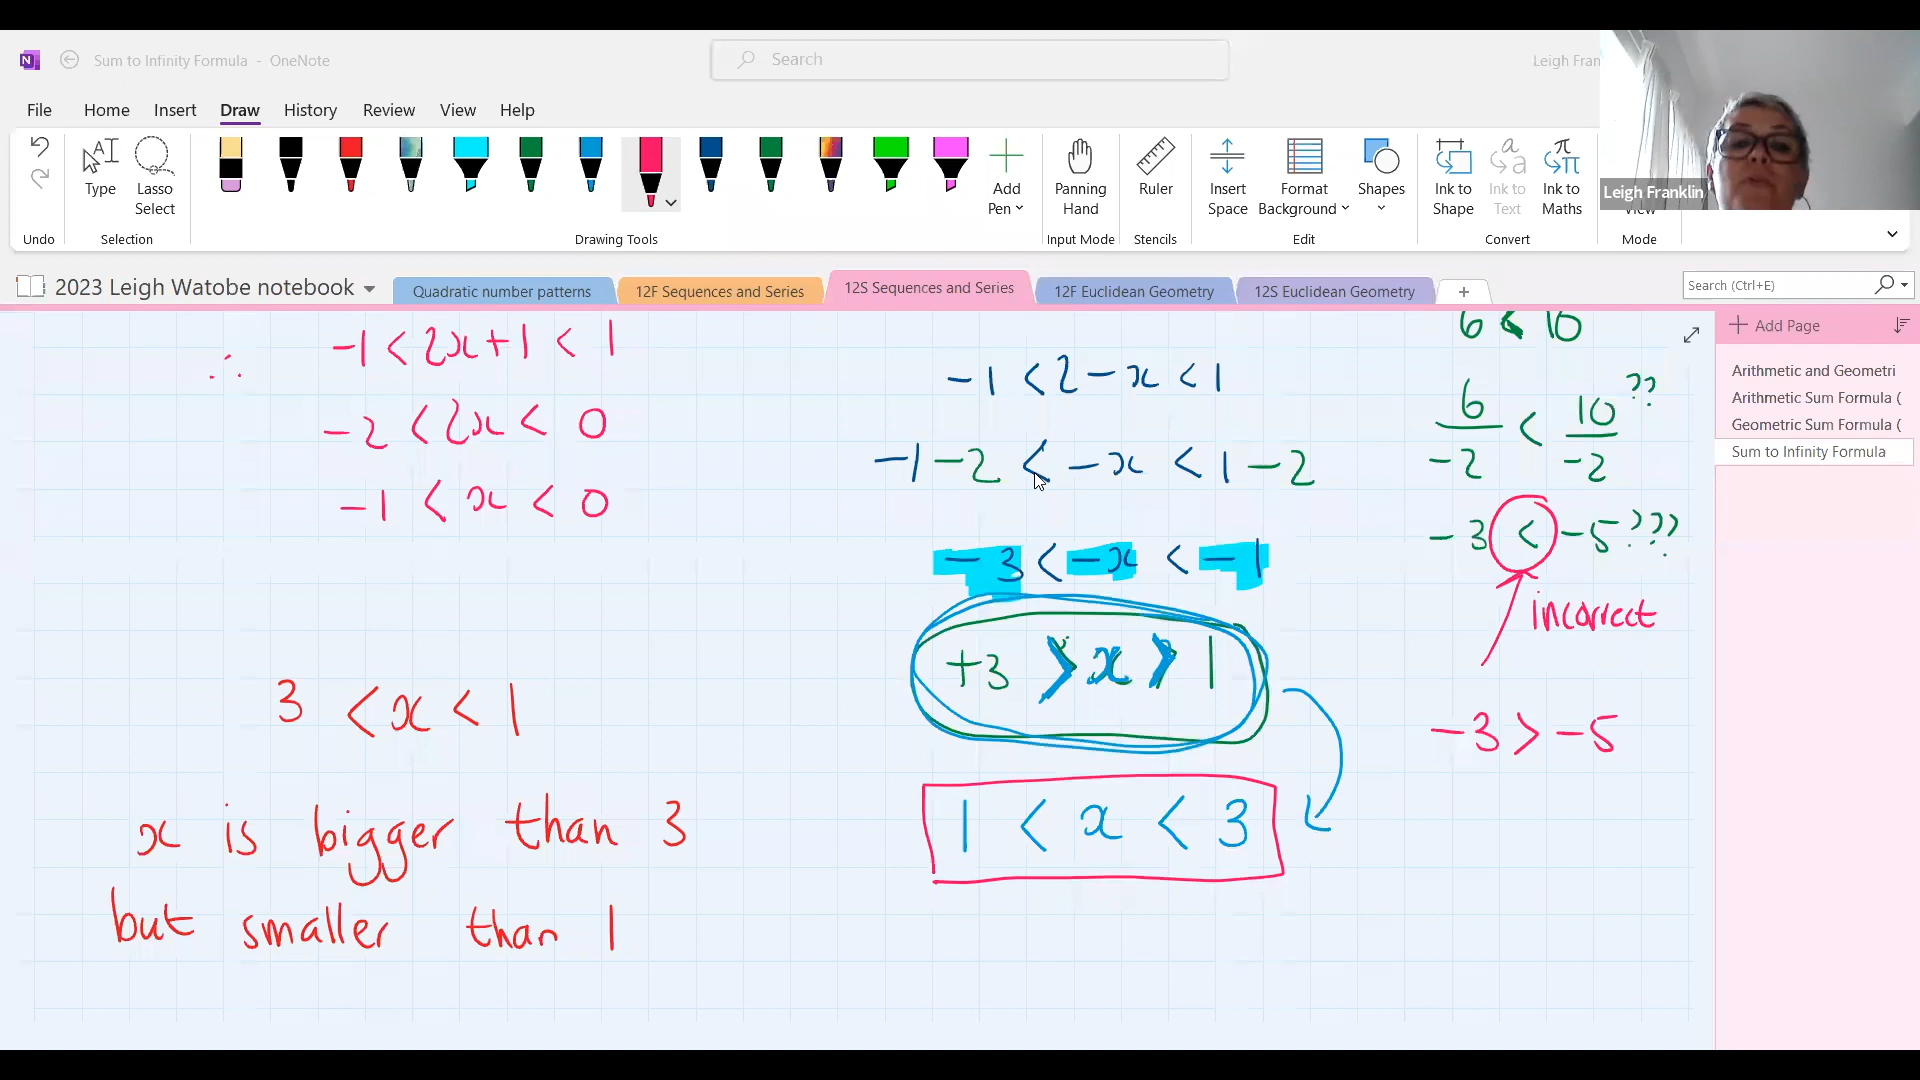 Sum to Infinity Formula - OneNote
Search
Leigh Fran
File Home Insert Draw History Review View Help
Type
Lasso Select
Add Pen
Panning Hand
Ruler
Insert Space
Format Background
Shapes
Ink to Shape
Ink to Text
Ink to Maths
View
Leigh Franklin
Undo
Selection
Drawing Tools
Input Mode
Stencils
Edit
Convert
Mode
2023 Leigh Watobe notebook
Quadratic number patterns
12F Sequences and Series
12S Sequences and Series
12F Euclidean Geometry
12S Euclidean Geometry
+
Search (Ctrl+E)
Add Page
Arithmetic and Geometri
Arithmetic Sum Formula (
Geometric Sum Formula (
Sum to Infinity Formula
∴ -1 < 2x + 1 < 1
-2 < 2x < 0
-1 < x < 0
3 < x < 1
x is bigger than 3
but smaller than 1
-1 < 2 - x < 1
-1 - 2 < -x < 1 - 2
-3 < -x < -1
+3 > x > 1
1 < x < 3
6 < 10
6/-2 < 10/-2 ??
-3 < -5???
incorrect
-3 > -5